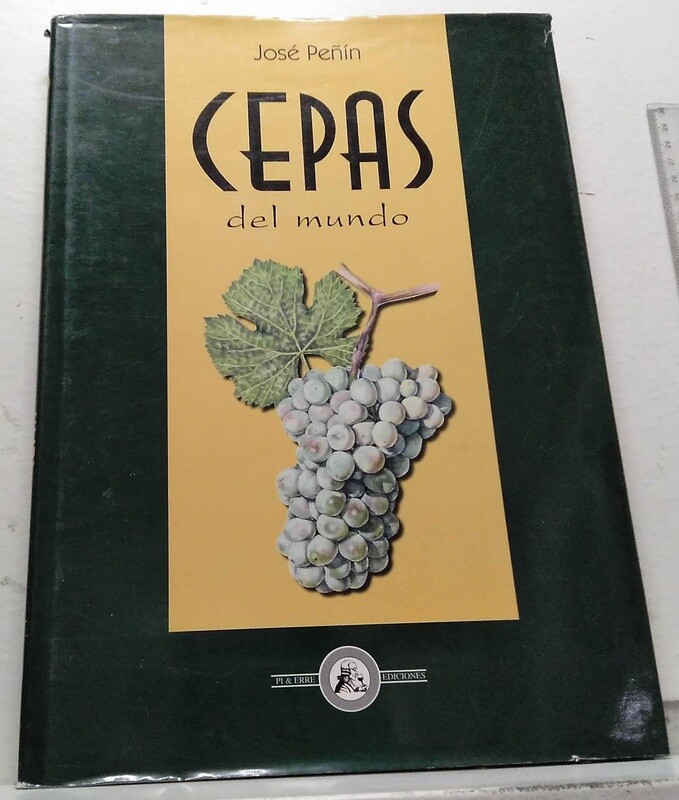 José Peñín
CEPAS
del mundo
PI & ERRE EDICIONES